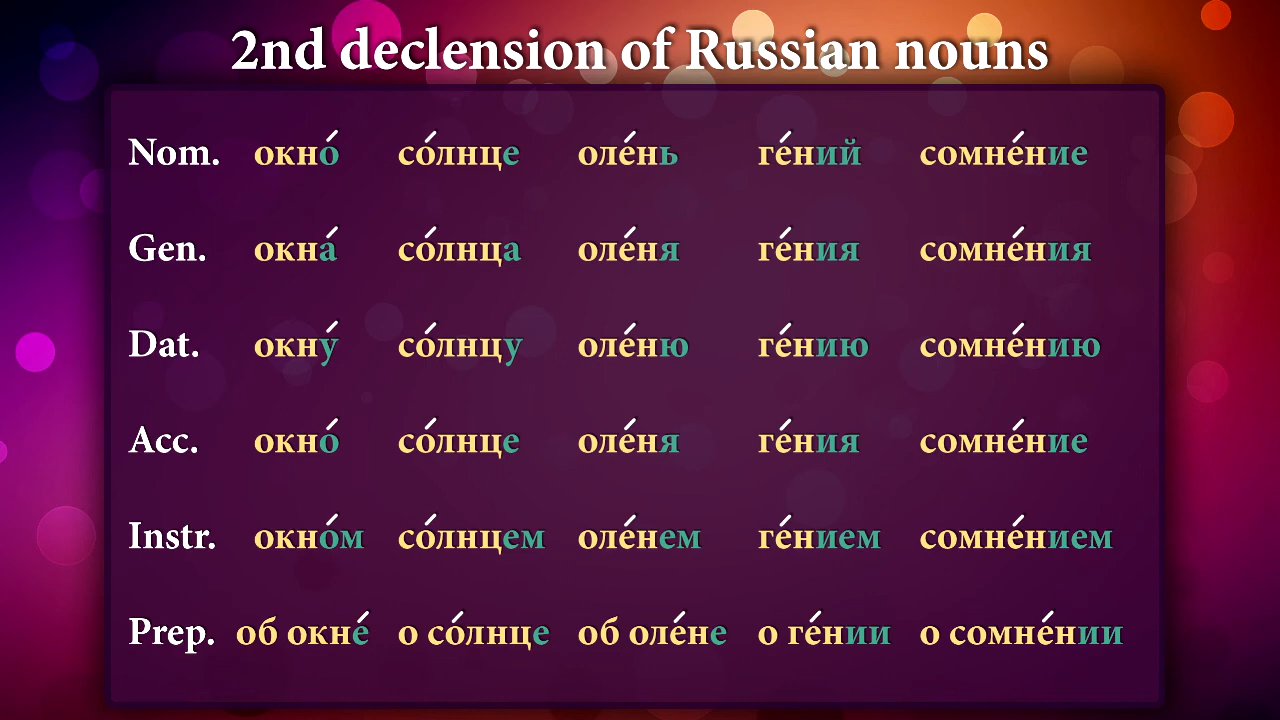 2nd declension of Russian nouns
Nom. окно́ со́лнце оле́нь ге́ний сомне́ние
Gen. окна́ со́лнца оле́ня ге́ния сомне́ния
Dat. окну́ со́лнцу оле́ню ге́нию сомне́нию
Acc. окно́ со́лнце оле́ня ге́ния сомне́ние
Instr. окно́м со́лнцем оле́нем ге́нием сомне́нием
Prep. об окне́ о со́лнце об оле́не о ге́нии о сомне́нии